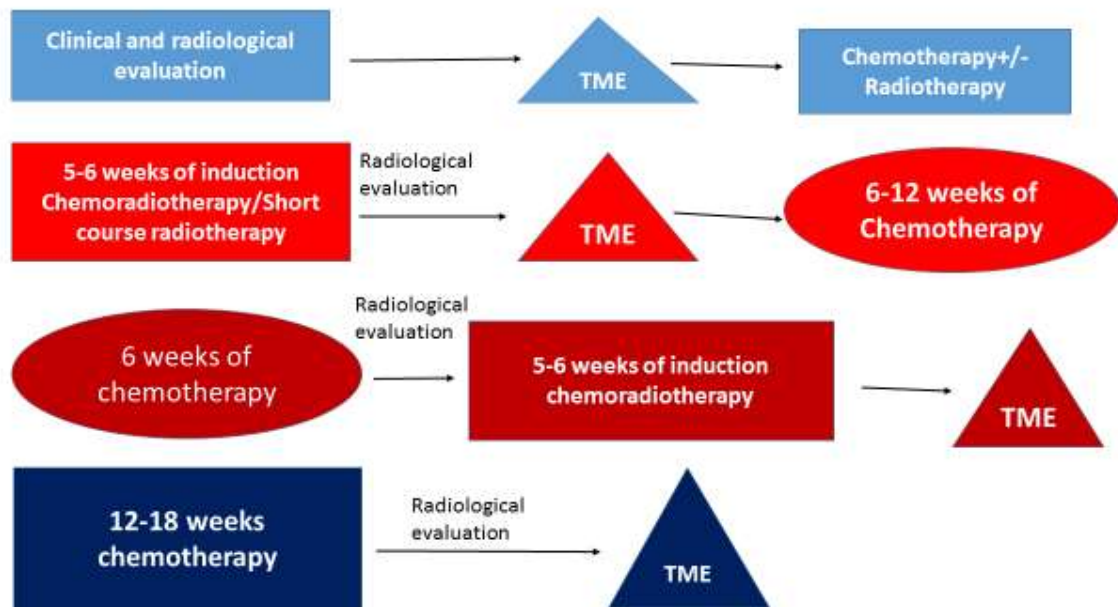 Clinical and radiological
evaluation
TME
Chemotherapy+/-
Radiotherapy
5-6 weeks of induction
Chemoradiotherapy/Short
course radiotherapy
Radiological
evaluation
TME
6-12 weeks of
Chemotherapy
6 weeks of
chemotherapy
Radiological
evaluation
5-6 weeks of induction
chemoradiotherapy
TME
12-18 weeks
chemotherapy
Radiological
evaluation
TME